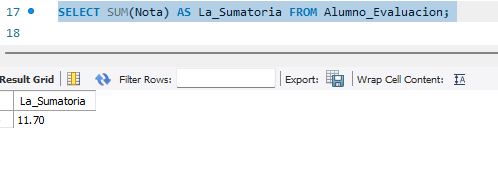 17 SELECT SUM(Nota) AS La_Sumatoria FROM Alumno_Evaluacion;
18
Result Grid Filter Rows: Export: Wrap Cell Content: IA
La_Sumatoria
11.70